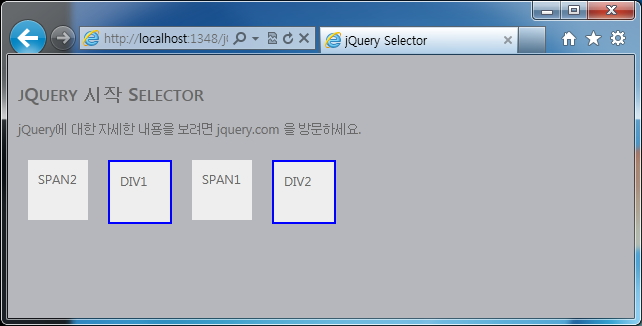 http://localhost:1348/j
jQuery Selector
jQuery 시작 Selector
jQuery에 대한 자세한 내용을 보려면 jquery.com 을 방문하세요.
SPAN2 DIV1 SPAN1 DIV2